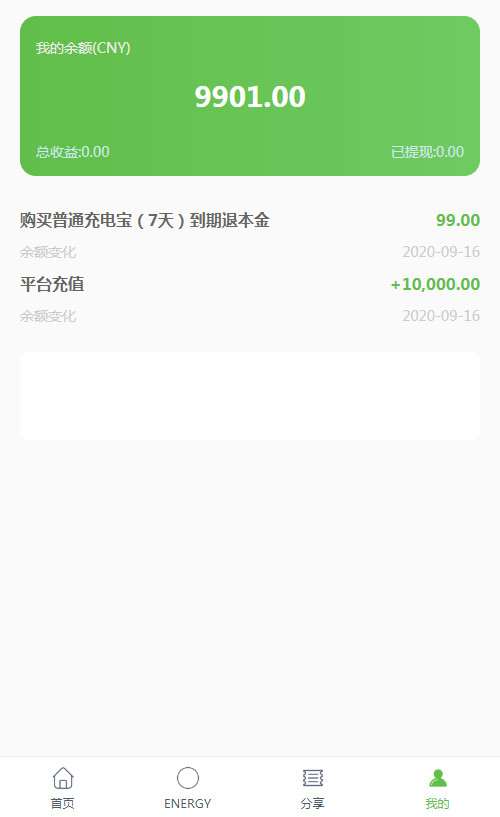 我的余额(CNY)
9901.00
总收益:0.00 已提现:0.00
购买普通充电宝（7天）到期退本金 99.00
余额变化 2020-09-16
平台充值 +10,000.00
余额变化 2020-09-16
首页 ENERGY 分享 我的